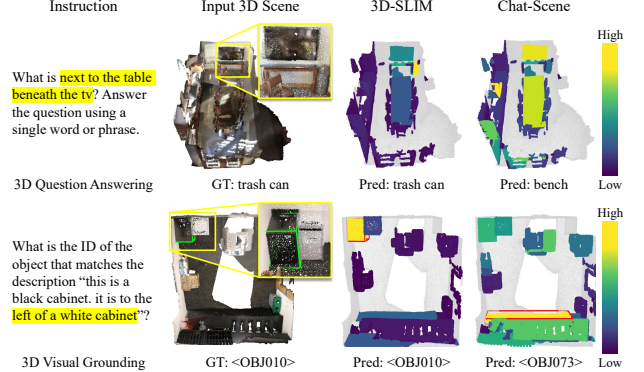 Instruction
Input 3D Scene
3D-SLIM
Chat-Scene
What is next to the table
beneath the tv? Answer
the question using a
single word or phrase.
High
Low
3D Question Answering
GT: trash can
Pred: trash can
Pred: bench
What is the ID of the
object that matches the
description “this is a
black cabinet. it is to the
left of a white cabinet”?
High
Low
3D Visual Grounding
GT: <OBJ010>
Pred: <OBJ010>
Pred: <OBJ073>